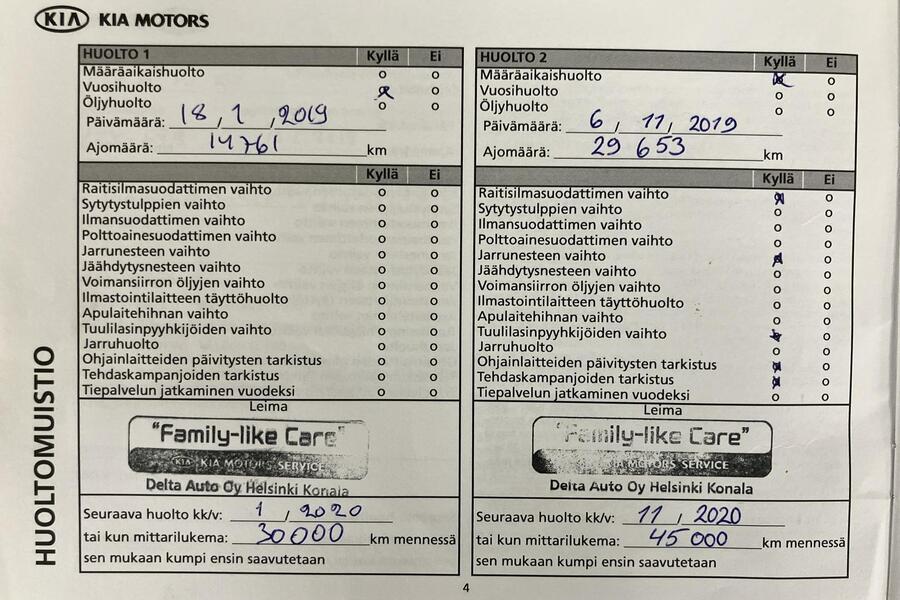 KIA KIA MOTORS
HUOLTOMUISTIO
HUOLTO 1 Kyllä Ei
Määräaikaishuolto o o
Vuosihuolto x o
Öljyhuolto o o
Päivämäärä: 18 / 1 / 2019
Ajomäärä: 14761 km
Kyllä Ei
Raitisilmasuodattimen vaihto o o
Sytytystulppien vaihto o o
Ilmansuodattimen vaihto o o
Polttoainesuodattimen vaihto o o
Jarrunesteen vaihto o o
Jäähdytysnesteen vaihto o o
Voimansiirron öljyjen vaihto o o
Ilmastointilaitteen täyttöhuolto o o
Apulaitehihnan vaihto o o
Tuulilasinpyyhkijöiden vaihto o o
Jarruhuolto o o
Ohjainlaitteiden päivitysten tarkistus o o
Tehdaskampanjoiden tarkistus o o
Tiepalvelun jatkaminen vuodeksi o o
Leima
"Family-like Care"
KIA KIA MOTORS SERVICE
Delta Auto Oy Helsinki Konala
Seuraava huolto kk/v: 1 / 2020
tai kun mittarilukema: 30000 km mennessä
sen mukaan kumpi ensin saavutetaan
HUOLTO 2 Kyllä Ei
Määräaikaishuolto x o
Vuosihuolto o o
Öljyhuolto o o
Päivämäärä: 6 / 11 / 2019
Ajomäärä: 29 653 km
Kyllä Ei
Raitisilmasuodattimen vaihto x o
Sytytystulppien vaihto o o
Ilmansuodattimen vaihto o o
Polttoainesuodattimen vaihto o o
Jarrunesteen vaihto x o
Jäähdytysnesteen vaihto o o
Voimansiirron öljyjen vaihto o o
Ilmastointilaitteen täyttöhuolto o o
Apulaitehihnan vaihto o o
Tuulilasinpyyhkijöiden vaihto x o
Jarruhuolto o o
Ohjainlaitteiden päivitysten tarkistus x o
Tehdaskampanjoiden tarkistus x o
Tiepalvelun jatkaminen vuodeksi o o
Leima
"Family-like Care"
KIA MOTORS SERVICE
Delta Auto Oy Helsinki Konala
Seuraava huolto kk/v: 11 / 2020
tai kun mittarilukema: 45 000 km mennessä
sen mukaan kumpi ensin saavutetaan
4